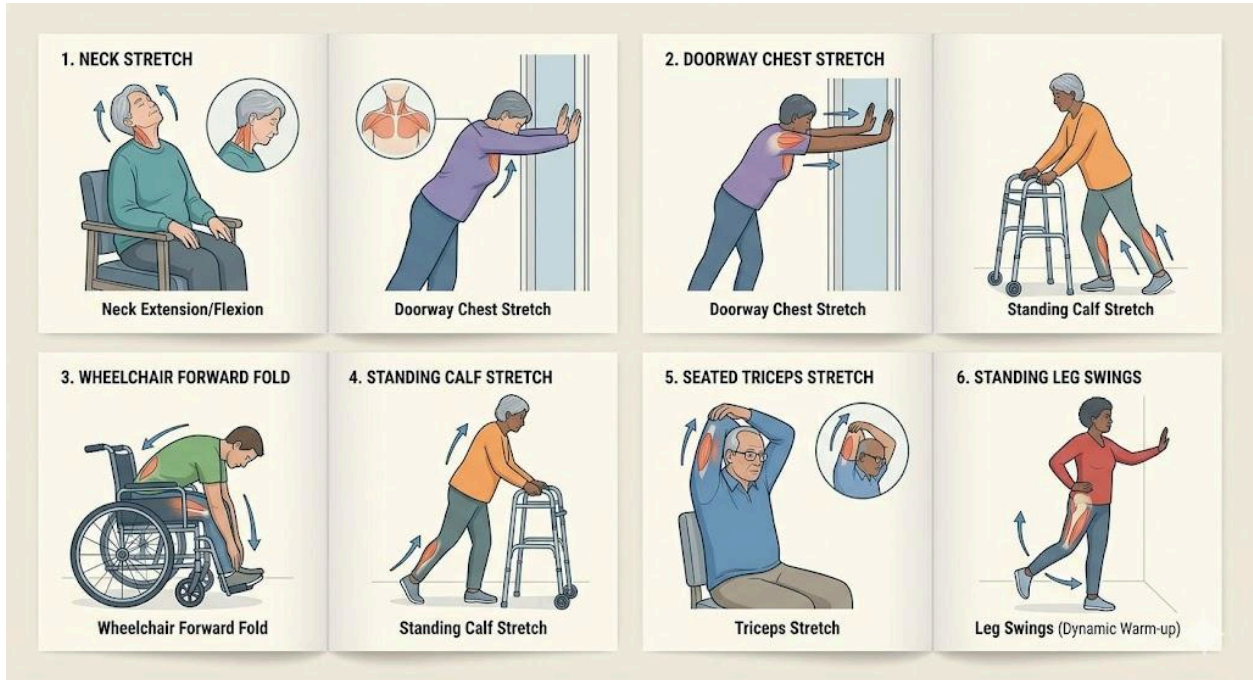 1. NECK STRETCH
Neck Extension/Flexion
Doorway Chest Stretch
2. DOORWAY CHEST STRETCH
Doorway Chest Stretch
Standing Calf Stretch
3. WHEELCHAIR FORWARD FOLD
Wheelchair Forward Fold
4. STANDING CALF STRETCH
Standing Calf Stretch
5. SEATED TRICEPS STRETCH
Triceps Stretch
6. STANDING LEG SWINGS
Leg Swings (Dynamic Warm-up)